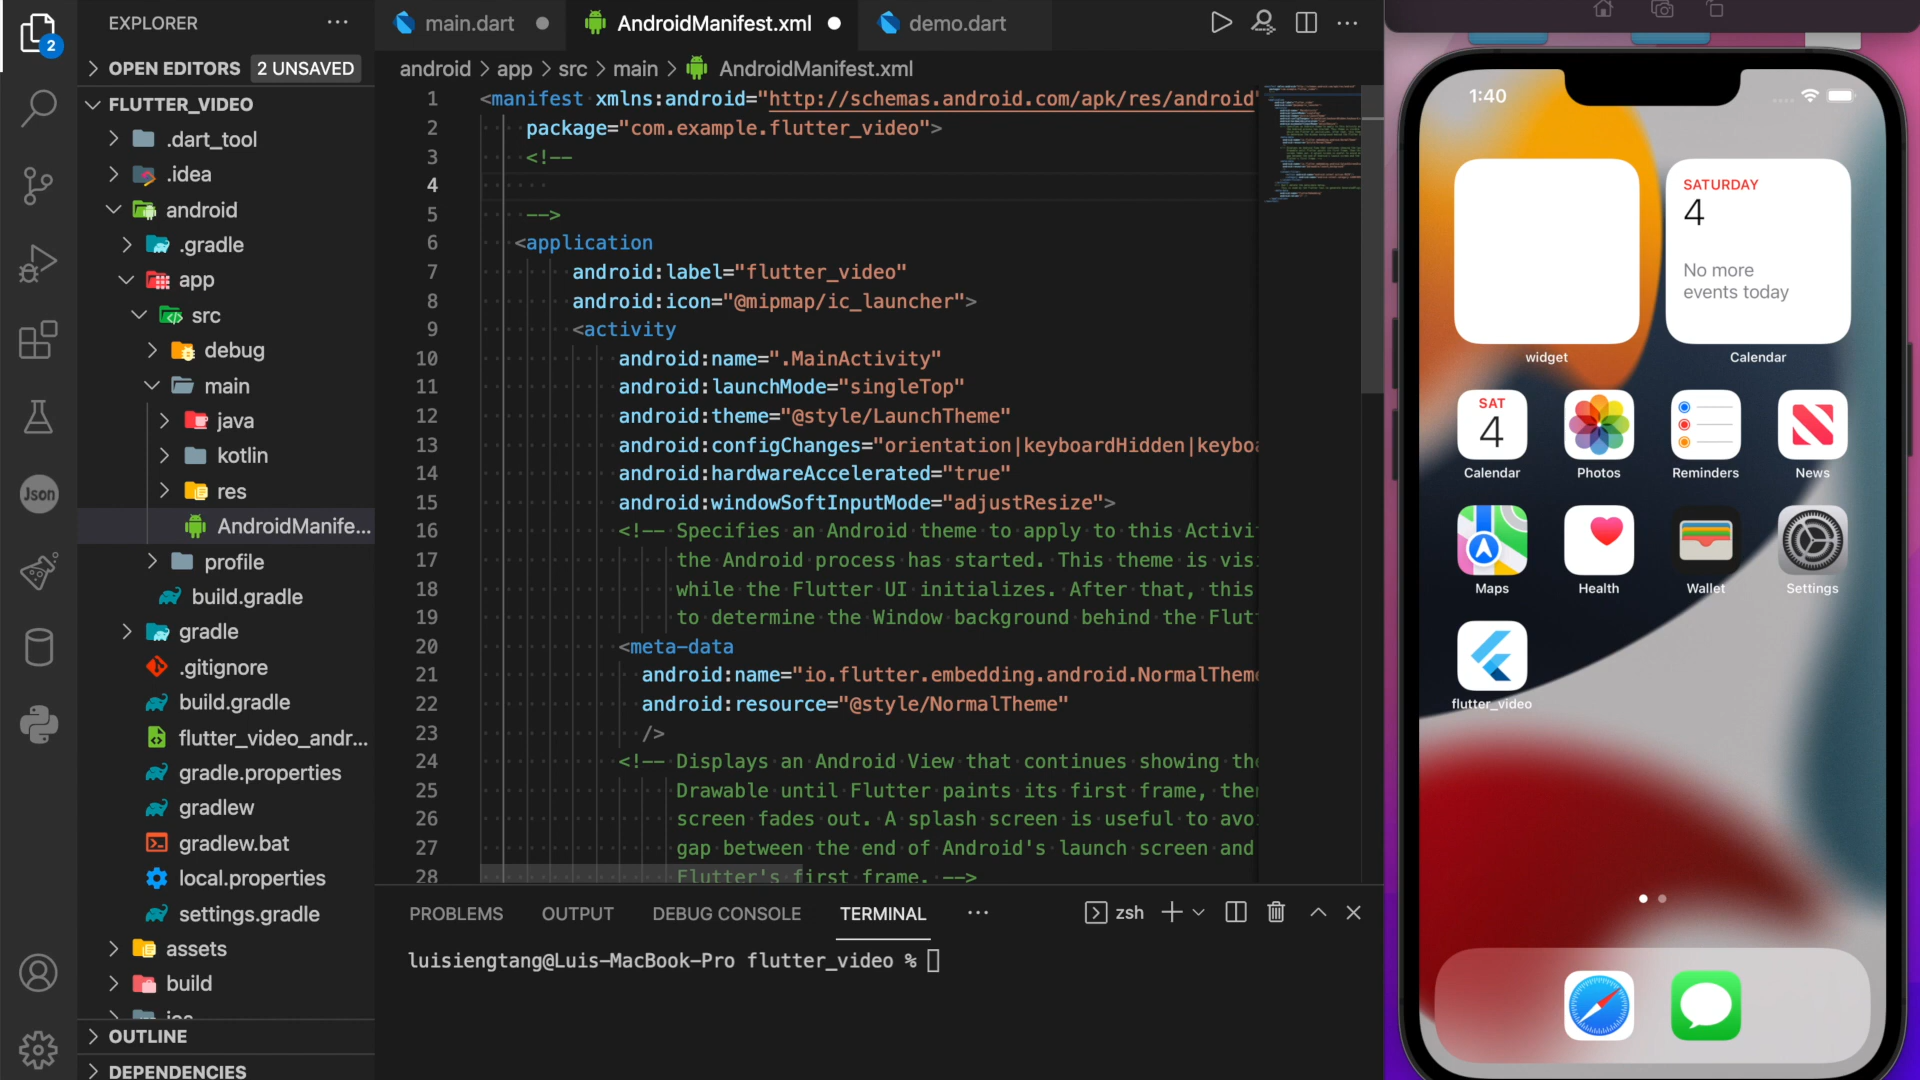 EXPLORER
OPEN EDITORS 2 UNSAVED
FLUTTER_VIDEO
.dart_tool
.idea
android
.gradle
app
src
debug
main
java
kotlin
res
AndroidManife...
profile
build.gradle
gradle
.gitignore
build.gradle
flutter_video_andr...
gradle.properties
gradlew
gradlew.bat
local.properties
settings.gradle
assets
build
ios
OUTLINE
DEPENDENCIES
2
Json
main.dart
AndroidManifest.xml
demo.dart
android > app > src > main > AndroidManifest.xml
1 <manifest xmlns:android="http://schemas.android.com/apk/res/android"
2 package="com.example.flutter_video">
3 <!--
4
5 -->
6 <application
7 android:label="flutter_video"
8 android:icon="@mipmap/ic_launcher">
9 <activity
10 android:name=".MainActivity"
11 android:launchMode="singleTop"
12 android:theme="@style/LaunchTheme"
13 android:configChanges="orientation|keyboardHidden|keyboa
14 android:hardwareAccelerated="true"
15 android:windowSoftInputMode="adjustResize">
16 <!-- Specifies an Android theme to apply to this Activi
17 the Android process has started. This theme is vis
18 while the Flutter UI initializes. After that, this
19 to determine the Window background behind the Flut
20 <meta-data
21 android:name="io.flutter.embedding.android.NormalTheme
22 android:resource="@style/NormalTheme"
23 />
24 <!-- Displays an Android View that continues showing the
25 Drawable until Flutter paints its first frame, then
26 screen fades out. A splash screen is useful to avoi
27 gap between the end of Android's launch screen and
28 Flutter's first frame. -->
PROBLEMS OUTPUT DEBUG CONSOLE TERMINAL
zsh
luisiengtang@Luis-MacBook-Pro flutter_video %
1:40
SATURDAY
4
No more
events today
widget
Calendar
SAT
4
Calendar
Photos
Reminders
News
Maps
Health
Wallet
Settings
flutter_video